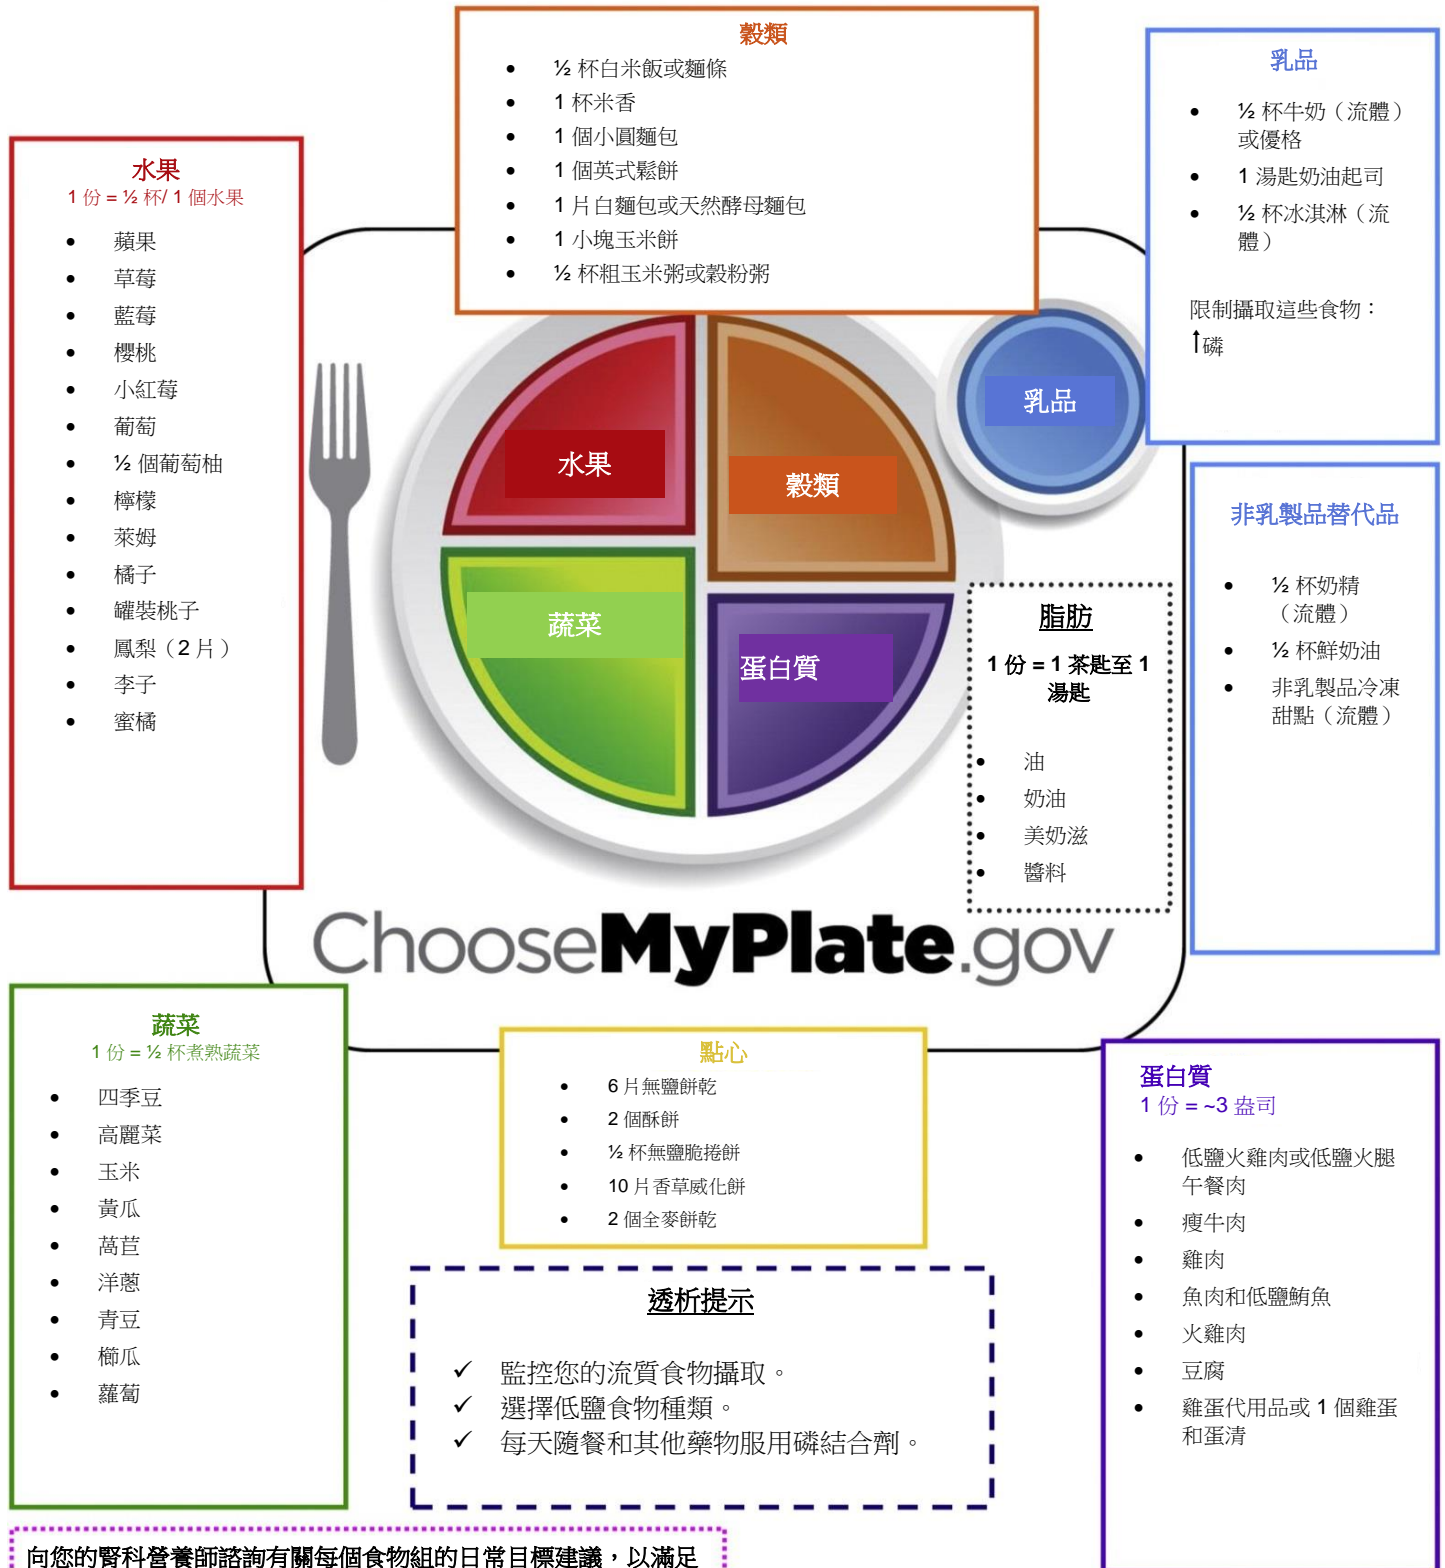 穀類
½ 杯白米飯或麵條
1 杯米香
1 個小圓麵包
1 個英式鬆餅
1 片白麵包或天然酵母麵包
1 小塊玉米餅
½ 杯粗玉米粥或穀粉粥
乳品
½ 杯牛奶（流體）
或優格
1 湯匙奶油起司
½ 杯冰淇淋（流
體）
限制攝取這些食物：
↑磷
水果
1 份 = ½ 杯/ 1 個水果
蘋果
草莓
藍莓
櫻桃
小紅莓
葡萄
½ 個葡萄柚
檸檬
萊姆
橘子
罐裝桃子
鳳梨（2 片）
李子
蜜橘
水果
穀類
乳品
蔬菜
蛋白質
非乳製品替代品
½ 杯奶精
（流體）
½ 杯鮮奶油
非乳製品冷凍
甜點（流體）
脂肪
1 份 = 1 茶匙至 1
湯匙
油
奶油
美奶滋
醬料
ChooseMyPlate.gov
蔬菜
1 份 = ½ 杯煮熟蔬菜
四季豆
高麗菜
玉米
黃瓜
萵苣
洋蔥
青豆
櫛瓜
蘿蔔
點心
6 片無鹽餅乾
2 個酥餅
½ 杯無鹽脆捲餅
10 片香草威化餅
2 個全麥餅乾
蛋白質
1 份 = ~3 盎司
低鹽火雞肉或低鹽火腿
午餐肉
瘦牛肉
雞肉
魚肉和低鹽鮪魚
火雞肉
豆腐
雞蛋代用品或 1 個雞蛋
和蛋清
透析提示
✓ 監控您的流質食物攝取。
✓ 選擇低鹽食物種類。
✓ 每天隨餐和其他藥物服用磷結合劑。
向您的腎科營養師諮詢有關每個食物組的日常目標建議，以滿足